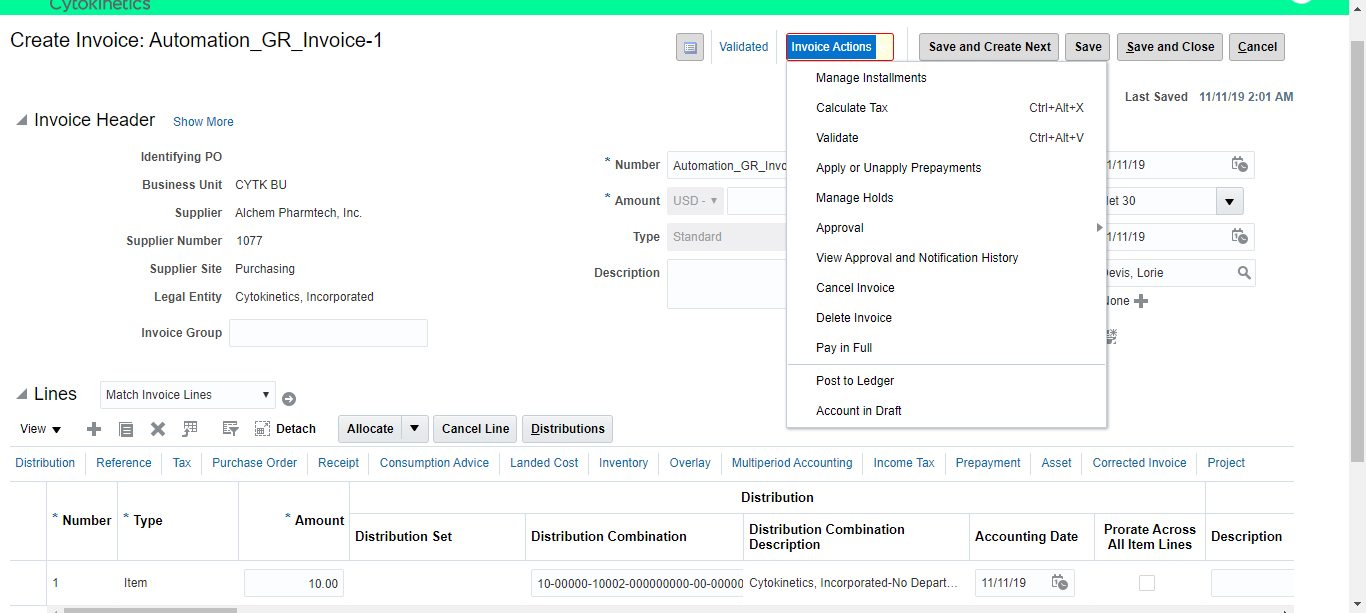 Cytokinetics
Create Invoice: Automation_GR_Invoice-1
Validated
Invoice Actions
Save and Create Next
Save
Save and Close
Cancel
Manage Installments
Calculate Tax Ctrl+Alt+X
Validate Ctrl+Alt+V
Apply or Unapply Prepayments
Manage Holds
Approval
View Approval and Notification History
Cancel Invoice
Delete Invoice
Pay in Full
Post to Ledger
Account in Draft
Last Saved 11/11/19 2:01 AM
Invoice Header Show More
Identifying PO
Business Unit CYTK BU
Supplier Alchem Pharmtech, Inc.
Supplier Number 1077
Supplier Site Purchasing
Legal Entity Cytokinetics, Incorporated
Invoice Group
* Number Automation_GR_Invo
* Amount USD -
Type Standard
Description
1/11/19
et 30
1/11/19
evis, Lorie
one
Lines Match Invoice Lines
View
Detach
Allocate
Cancel Line
Distributions
Distribution Reference Tax Purchase Order Receipt Consumption Advice Landed Cost Inventory Overlay Multiperiod Accounting Income Tax Prepayment Asset Corrected Invoice Project
Distribution
* Number
* Type
* Amount
Distribution Set
Distribution Combination
Distribution Combination
Description
Accounting Date
Prorate Across
All Item Lines
Description
1 Item 10.00 10-00000-10002-000000000-00-00000 Cytokinetics, Incorporated-No Depart... 11/11/19